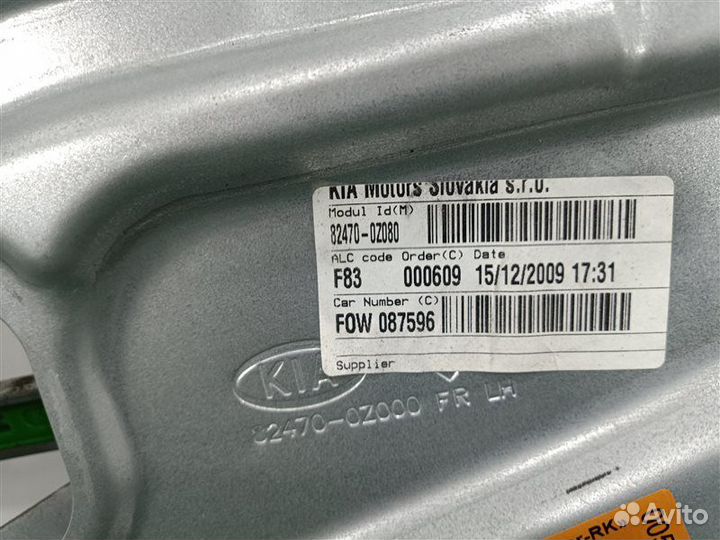 KIA Motors Slovakia s.r.o.
Modul Id(M)
82470-0Z080
ALC code Order(C) Date
F83 000609 15/12/2009 17:31
Car Number (C)
FOW 087596
Supplier
KIA
82470-0Z000 FR LH
Avito